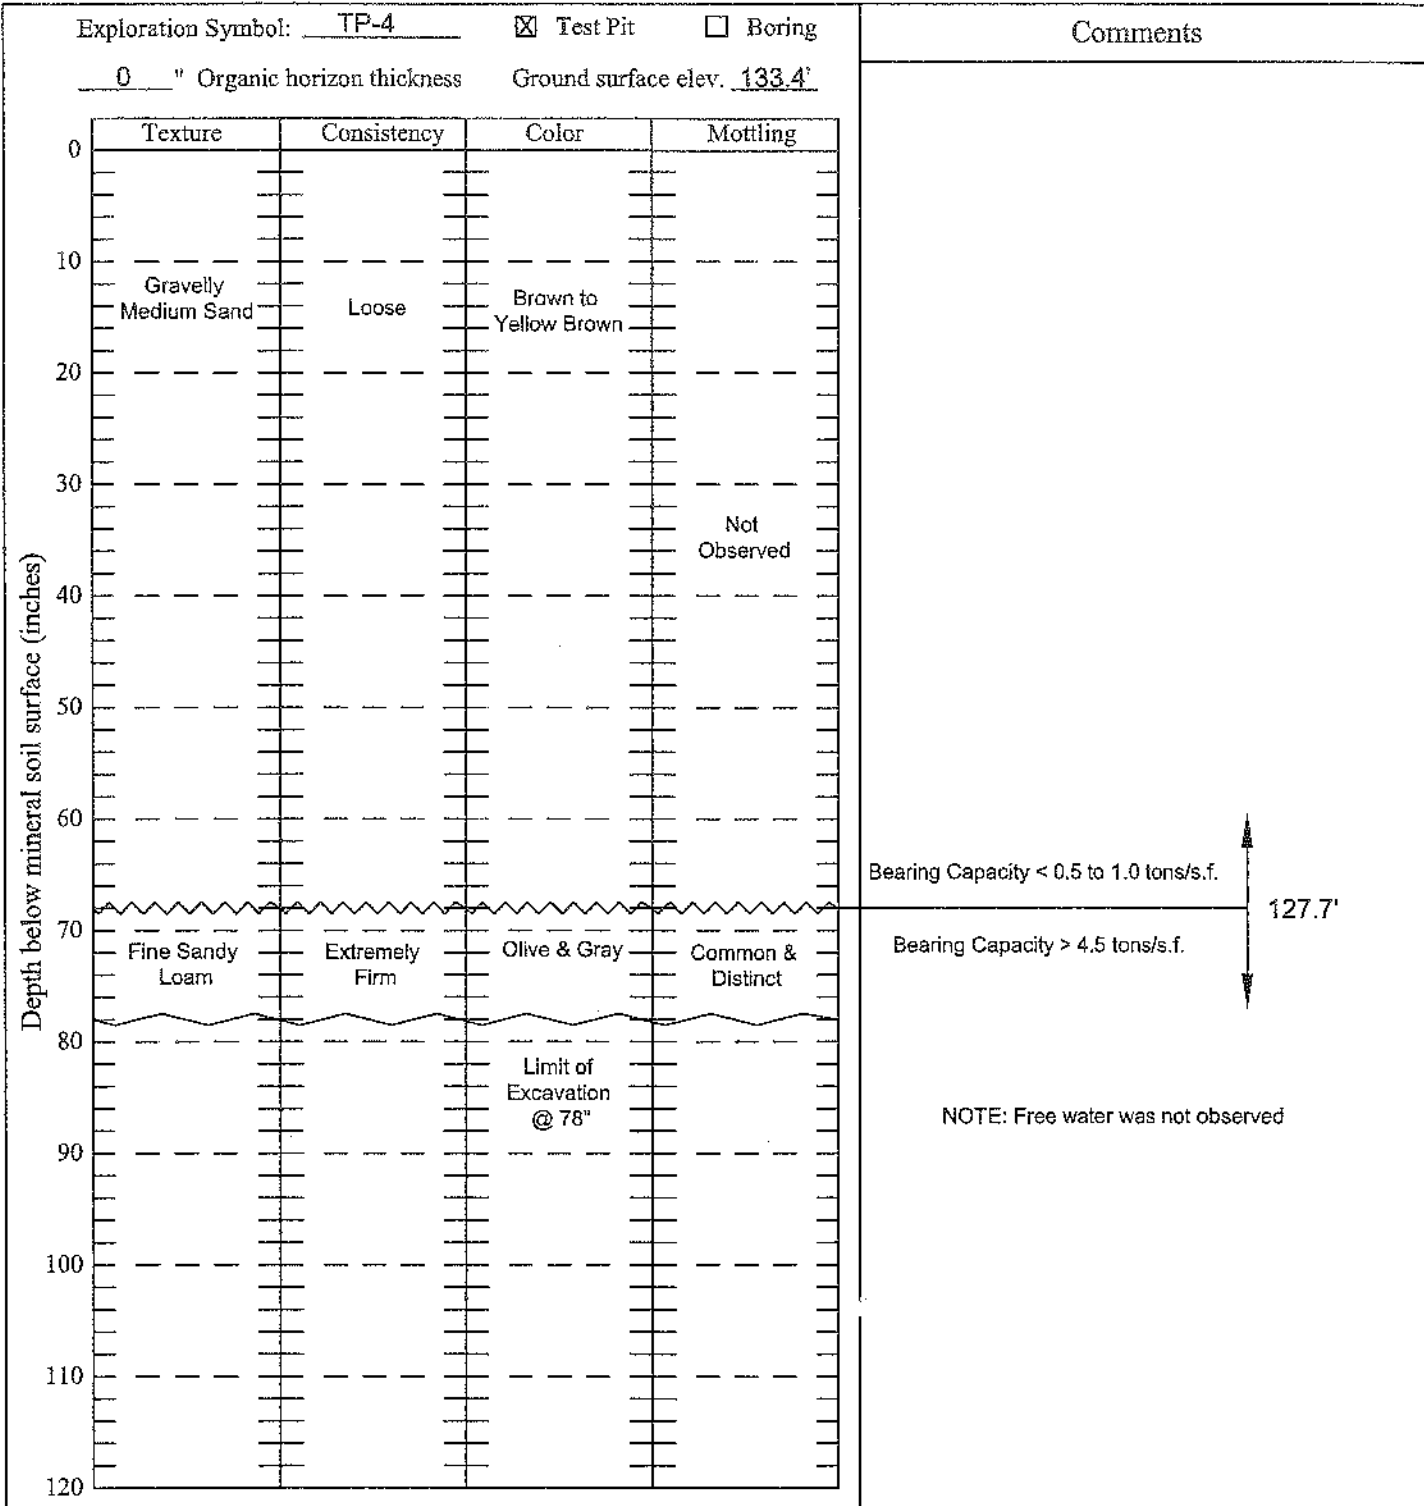 Exploration Symbol: TP-4 ☒ Test Pit ☐ Boring
Comments
0 " Organic horizon thickness Ground surface elev. 133.4'
Texture Consistency Color Mottling
Depth below mineral soil surface (inches)
0
10
Gravelly
Medium Sand
Loose
Brown to
Yellow Brown
20
30
Not
Observed
40
50
60
Bearing Capacity < 0.5 to 1.0 tons/s.f.
127.7'
70
Fine Sandy
Loam
Extremely
Firm
Olive & Gray
Common &
Distinct
Bearing Capacity > 4.5 tons/s.f.
80
Limit of
Excavation
@ 78"
NOTE: Free water was not observed
90
100
110
120